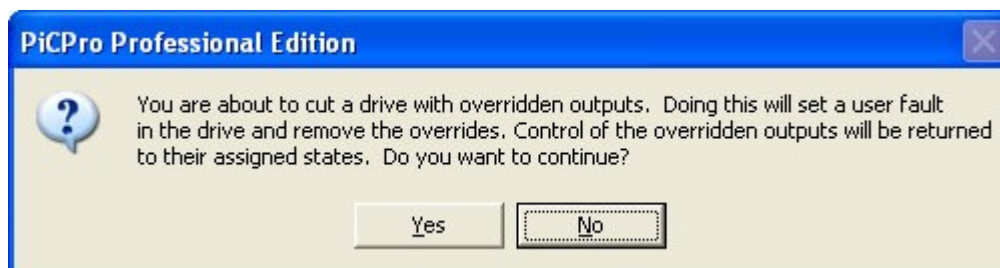 PiCPro Professional Edition
You are about to cut a drive with overridden outputs.  Doing this will set a user fault
in the drive and remove the overrides. Control of the overridden outputs will be returned
to their assigned states.  Do you want to continue?
Yes
No